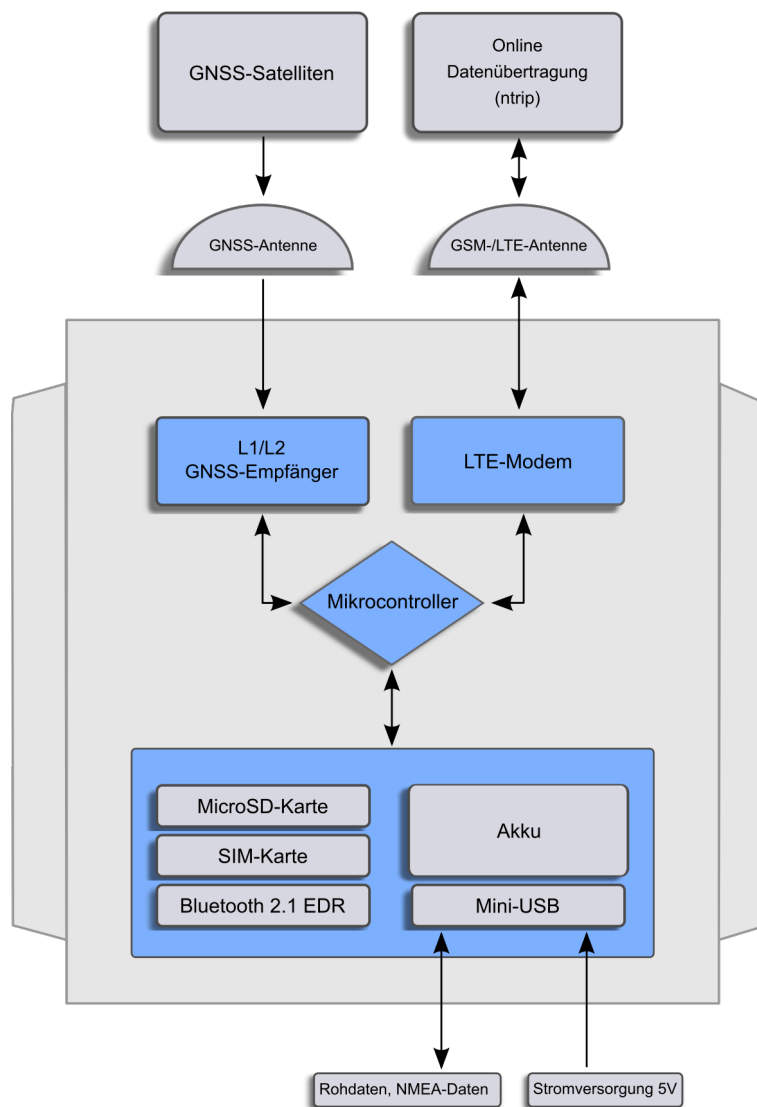 GNSS-Satelliten
Online
Datenübertragung
(ntrip)
GNSS-Antenne
GSM-/LTE-Antenne
L1/L2
GNSS-Empfänger
LTE-Modem
Mikrocontroller
MicroSD-Karte
SIM-Karte
Bluetooth 2.1 EDR
Akku
Mini-USB
Rohdaten, NMEA-Daten
Stromversorgung 5V